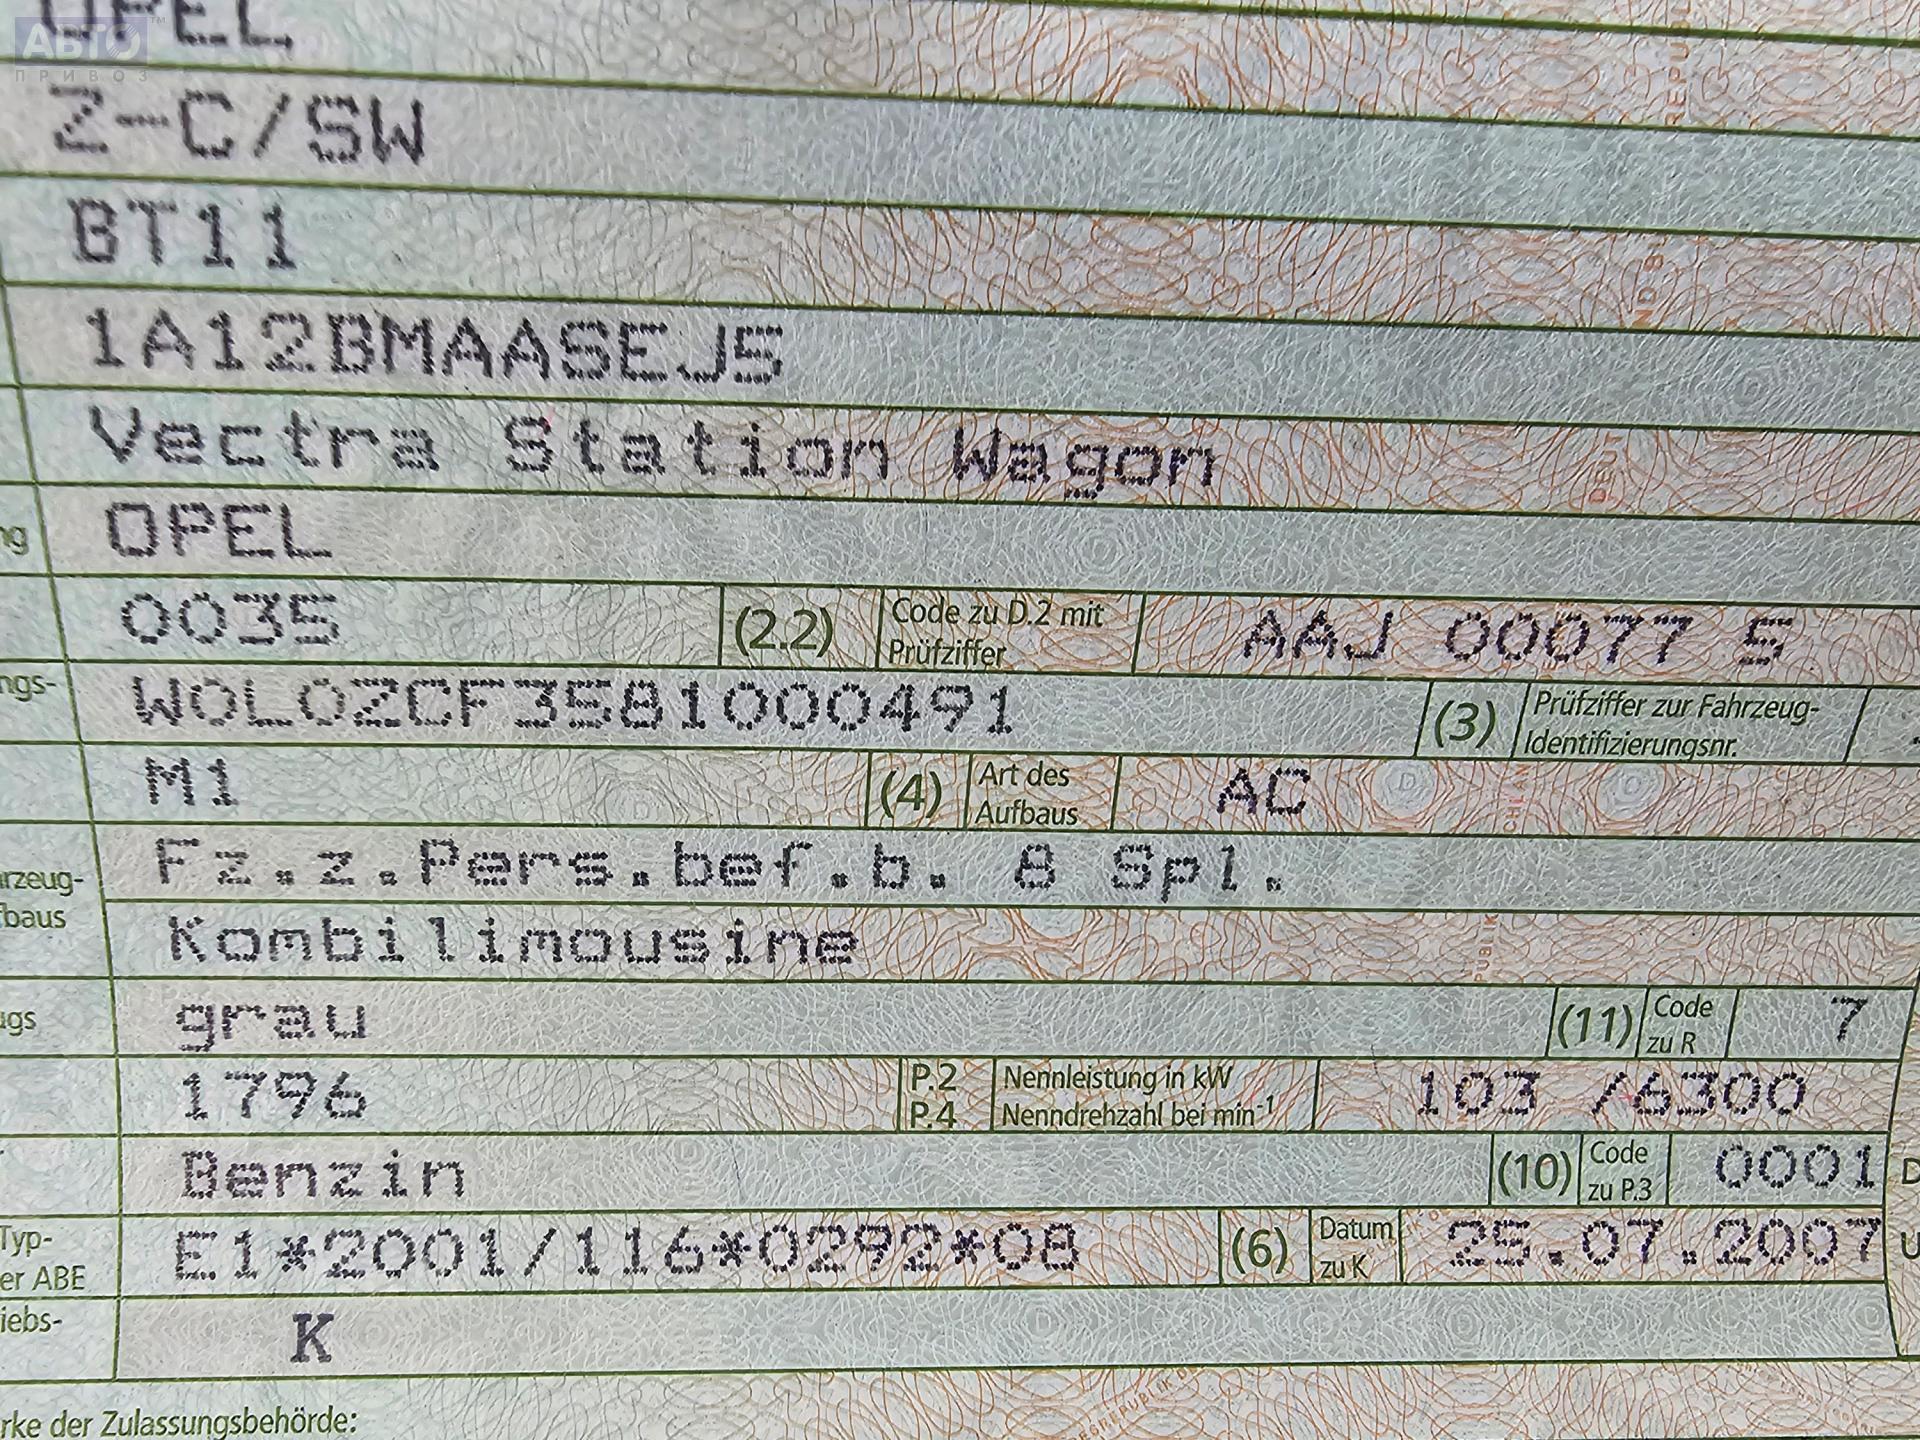 OPEL
АВТО ПРИВОЗ ™
Z-C/SW
BT11
1A12BMAASEJ5
Vectra Station Wagon
ng OPEL
0035 (2.2) Code zu D.2 mit Prüfziffer AAJ 00077 5
ngs- W0L0ZCF3581000491 (3) Prüfziffer zur Fahrzeug-Identifizierungsnr.
M1 (4) Art des Aufbaus AC
rzeug- Fz.z.Pers.bef.b. 8 Spl.
fbaus Kombilimousine
ugs grau (11) Code zu R 7
1796 P.2 P.4 Nennleistung in kW Nenndrehzahl bei min-1 103 /6300
Benzin (10) Code zu P.3 0001
Typ- er ABE E1*2001/116*0292*08 (6) Datum zu K 25.07.2007
iebs- K
rke der Zulassungsbehörde: